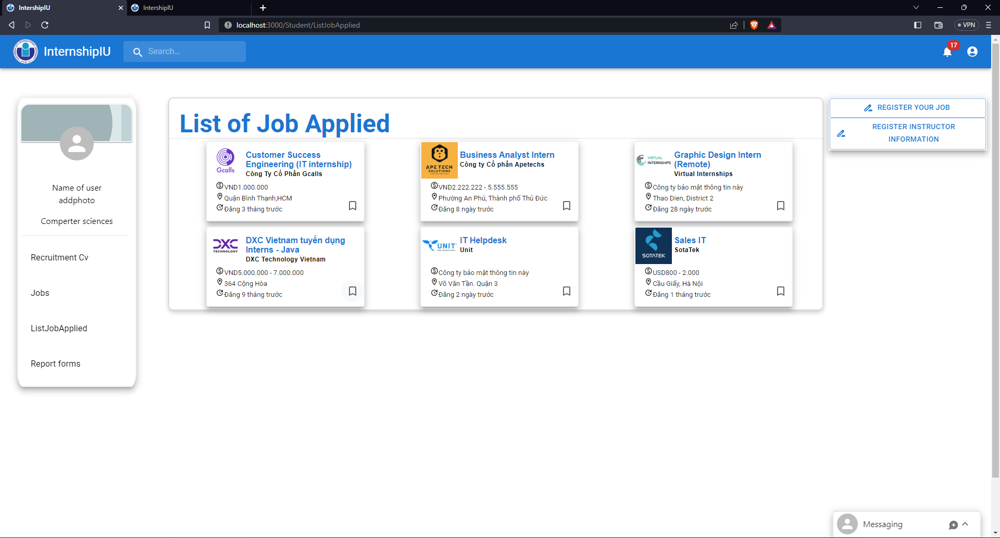 IntershipIU
IntershipIU
localhost:3000/Student/ListJobApplied
VPN
InternshipIU
Search...
17
Name of user
addphoto
Comperter sciences
Recruitment Cv
Jobs
ListJobApplied
Report forms
List of Job Applied
Gcalls
Customer Success
Engineering (IT internship)
Công Ty Cổ Phần Gcalls
VND1.000.000
Quận Bình Thạnh,HCM
Đăng 3 tháng trước
APETECH
SOLUTIONS
Business Analyst Intern
Công ty Cổ phần Apetechs
VND2.222.222 - 5.555.555
Phường An Phú, Thành phố Thủ Đức
Đăng 8 ngày trước
VIRTUAL
INTERNSHIPS
Graphic Design Intern
(Remote)
Virtual Internships
Công ty bảo mật thông tin này
Thao Dien, District 2
Đăng 28 ngày trước
DXC
TECHNOLOGY
DXC Vietnam tuyển dụng
Interns - Java
DXC Technology Vietnam
VND5.000.000 - 7.000.000
364 Cộng Hòa
Đăng 9 tháng trước
UNIT
IT Helpdesk
Unit
Công ty bảo mật thông tin này
Võ Văn Tần. Quận 3
Đăng 2 ngày trước
SOTATEK
Sales IT
SotaTek
USD800 - 2.000
Cầu Giấy, Hà Nội
Đăng 1 tháng trước
REGISTER YOUR JOB
REGISTER INSTRUCTOR
INFORMATION
Messaging